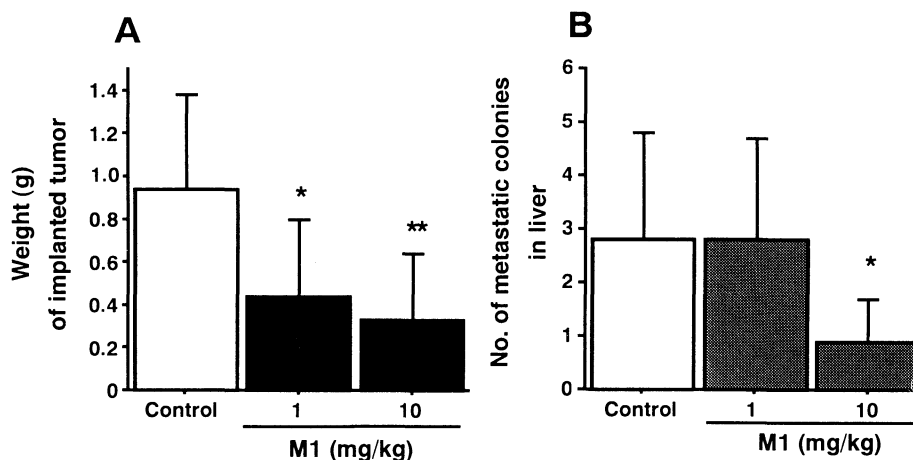 A
Weight (g)
of implanted tumor
1.4
1.2
1.0
0.8
0.6
0.4
0.2
0
*
**
Control
1
10
M1 (mg/kg)
B
No. of metastatic colonies
in liver
6
5
4
3
2
1
0
*
Control
1
10
M1 (mg/kg)